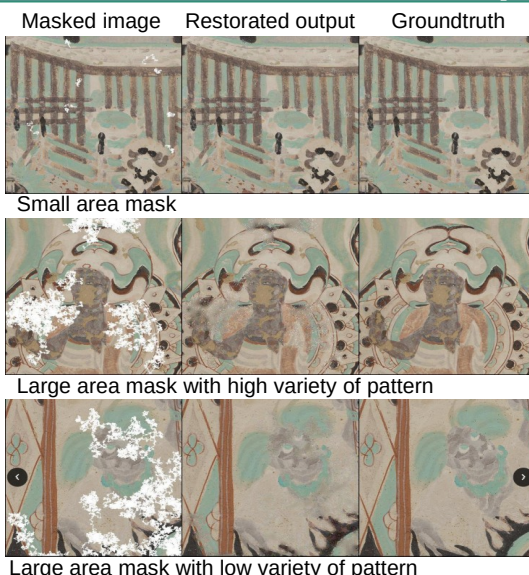 Masked image Restorated output Groundtruth
Small area mask
Large area mask with high variety of pattern
Large area mask with low variety of pattern